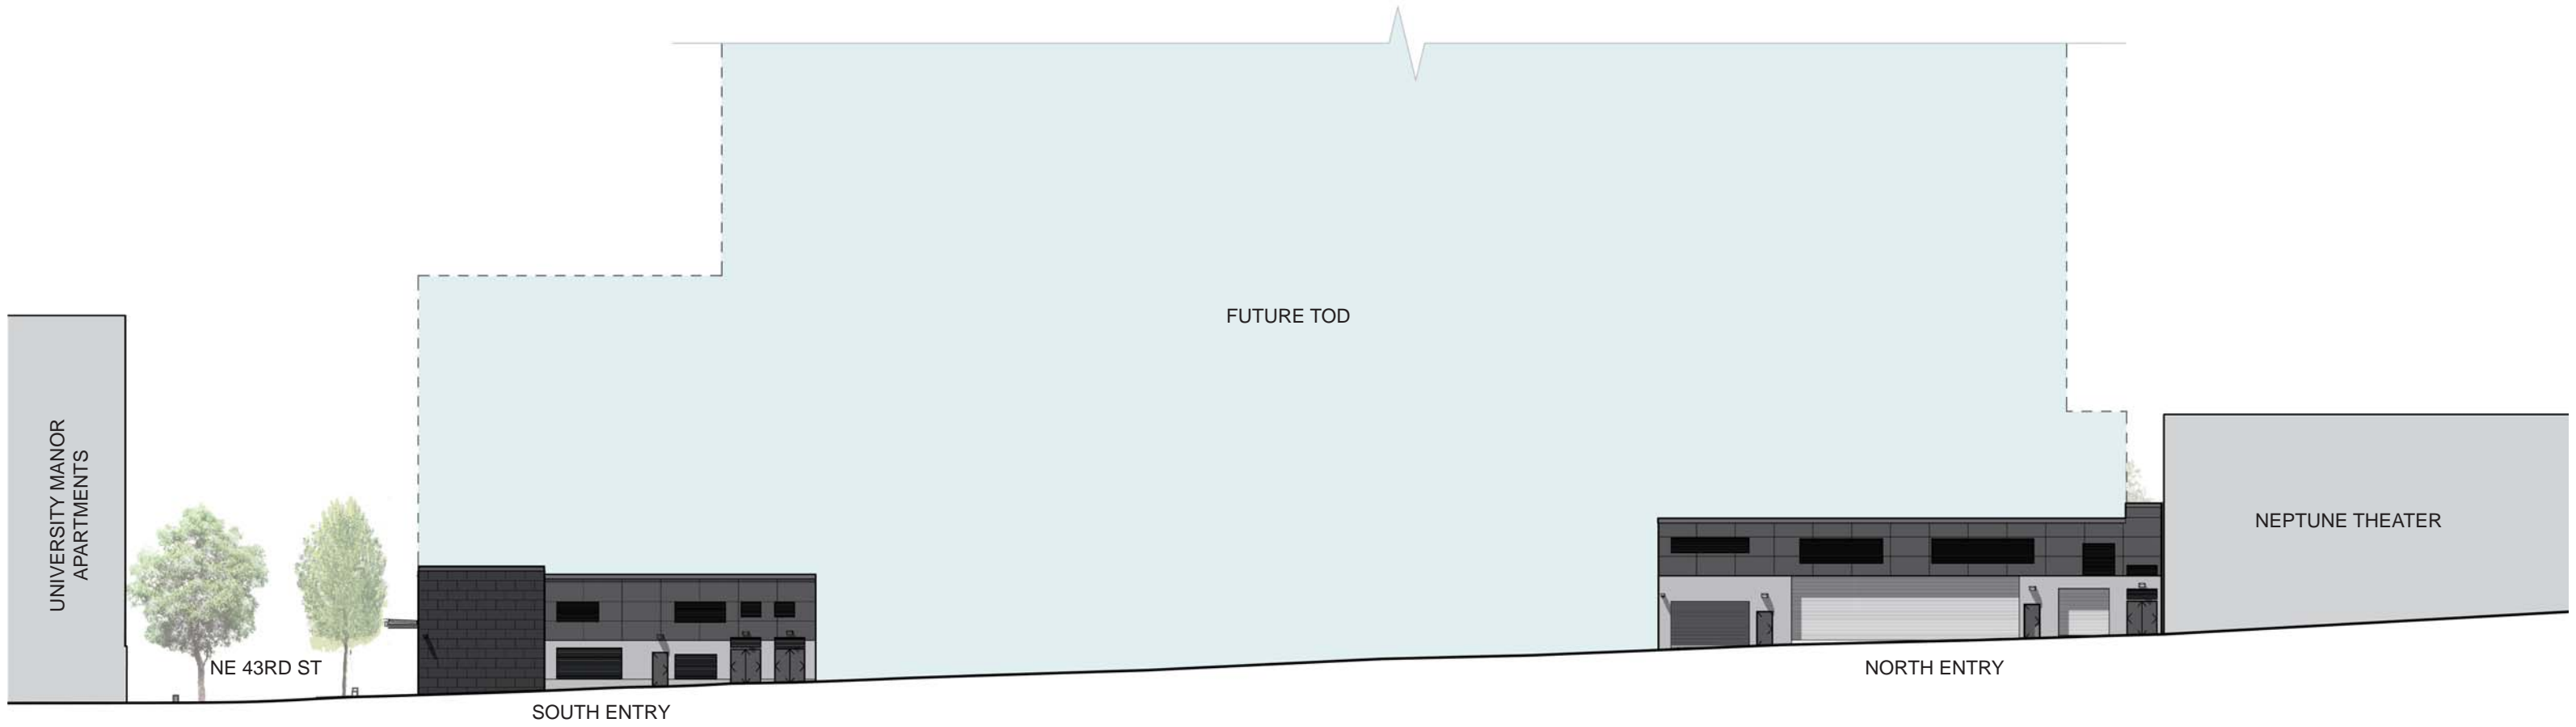 FUTURE TOD
UNIVERSITY MANOR
APARTMENTS
NEPTUNE THEATER
NE 43RD ST
NORTH ENTRY
SOUTH ENTRY